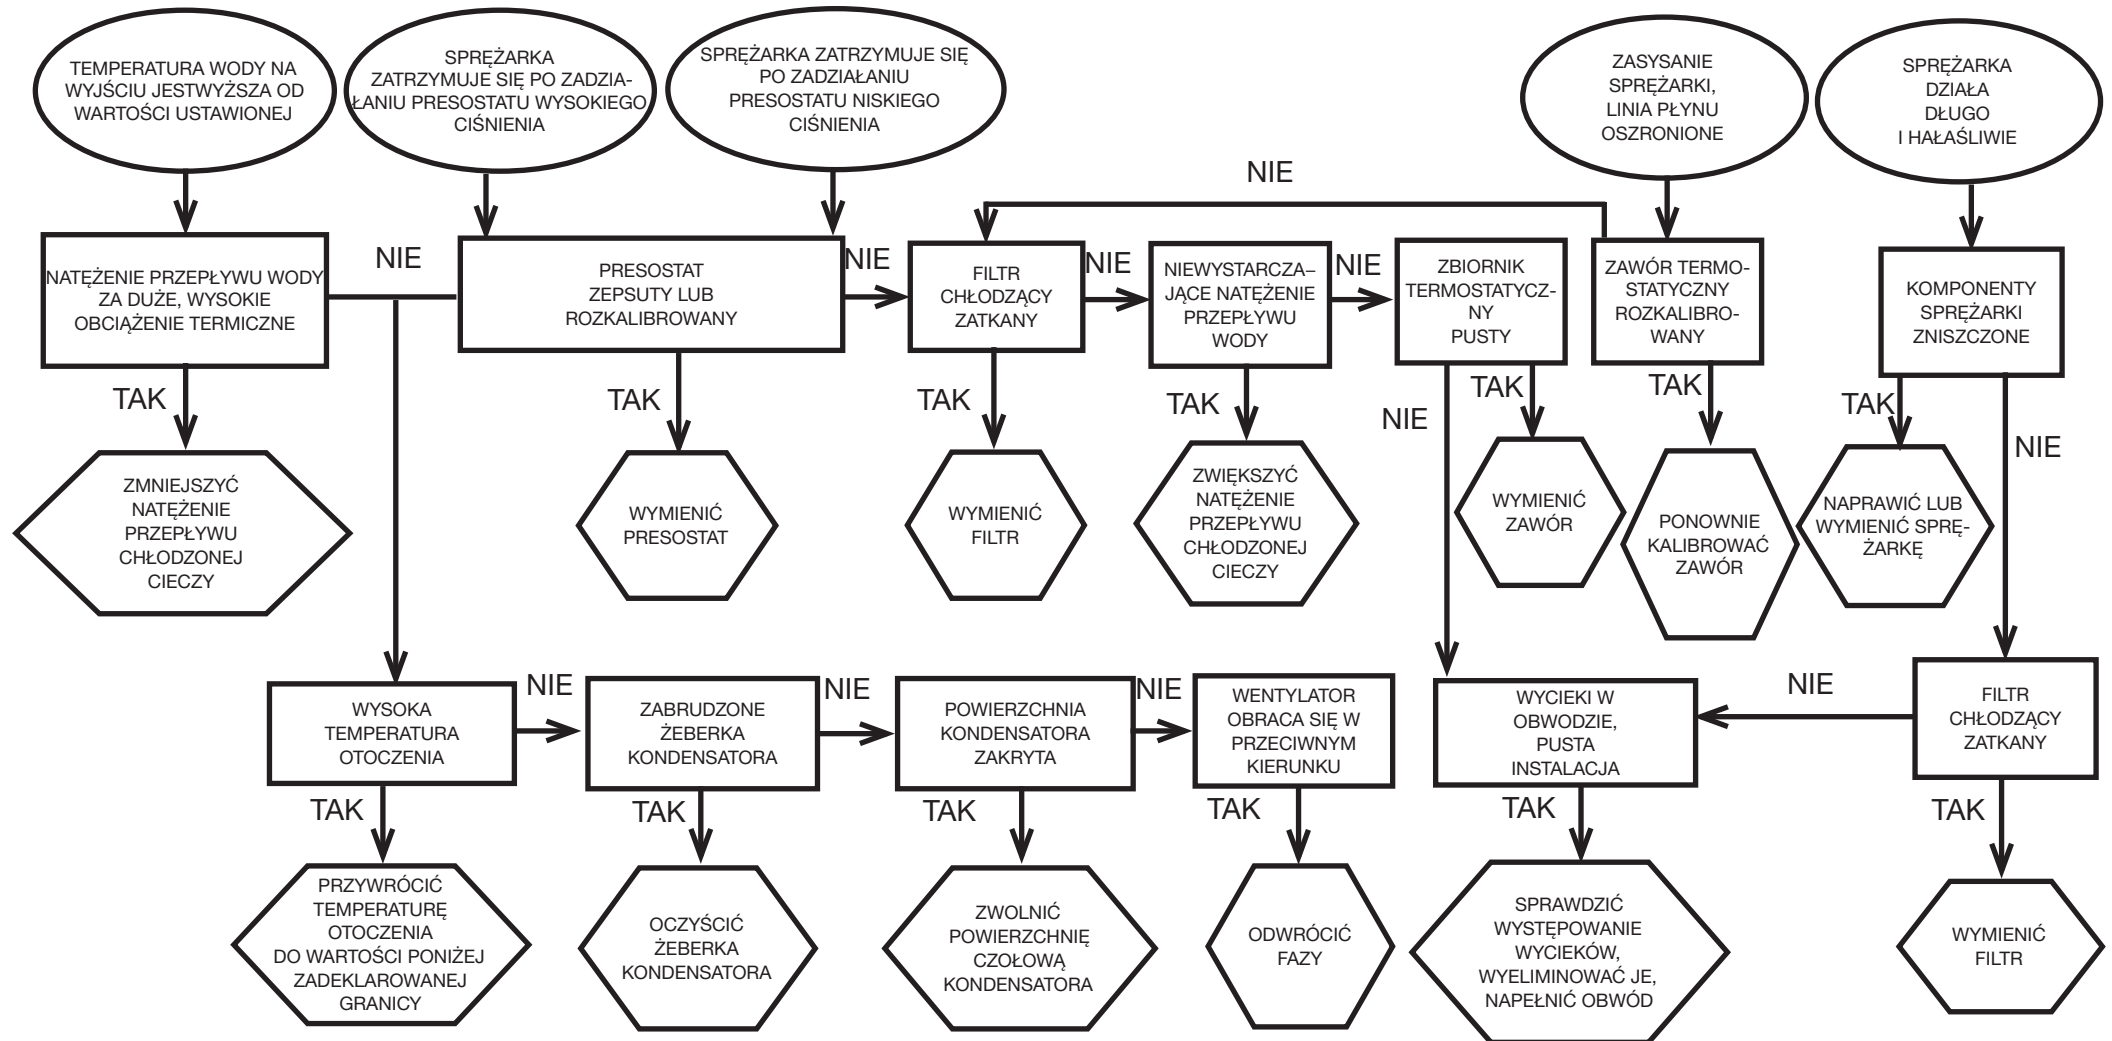 TEMPERATURA WODY NA
WYJŚCIU JESTWYŻSZA OD
WARTOŚCI USTAWIONEJ
SPRĘŻARKA
ZATRZYMUJE SIĘ PO ZADZIA-
ŁANIU PRESOSTATU WYSOKIEGO
CIŚNIENIA
SPRĘŻARKA ZATRZYMUJE SIĘ
PO ZADZIAŁANIU
PRESOSTATU NISKIEGO
CIŚNIENIA
ZASYSANIE
SPRĘŻARKI,
LINIA PŁYNU
OSZRONIONE
SPRĘŻARKA
DZIAŁA
DŁUGO
I HAŁAŚLIWIE
NIE
NATĘŻENIE PRZEPŁYWU WODY
ZA DUŻE, WYSOKIE
OBCIĄŻENIE TERMICZNE
NIE
PRESOSTAT
ZEPSUTY LUB
ROZKALIBROWANY
NIE
FILTR
CHŁODZĄCY
ZATKANY
NIE
NIEWYSTARCZA–
JĄCE NATĘŻENIE
PRZEPŁYWU
WODY
NIE
ZBIORNIK
TERMOSTATYCZ-
NY
PUSTY
ZAWÓR TERMO-
STATYCZNY
ROZKALIBRO-
WANY
KOMPONENTY
SPRĘŻARKI
ZNISZCZONE
TAK
TAK
TAK
TAK
NIE
TAK
TAK
TAK
NIE
ZMNIEJSZYĆ
NATĘŻENIE
PRZEPŁYWU
CHŁODZONEJ
CIECZY
WYMIENIĆ
PRESOSTAT
WYMIENIĆ
FILTR
ZWIĘKSZYĆ
NATĘŻENIE
PRZEPŁYWU
CHŁODZONEJ
CIECZY
WYMIENIĆ
ZAWÓR
PONOWNIE
KALIBROWAĆ
ZAWÓR
NAPRAWIĆ LUB
WYMIENIĆ SPRĘ-
ŻARKĘ
WYSOKA
TEMPERATURA
OTOCZENIA
NIE
ZABRUDZONE
ŻEBERKA
KONDENSATORA
NIE
POWIERZCHNIA
KONDENSATORA
ZAKRYTA
NIE
WENTYLATOR
OBRACA SIĘ W
PRZECIWNYM
KIERUNKU
WYCIEKI W
OBWODZIE,
PUSTA
INSTALACJA
NIE
FILTR
CHŁODZĄCY
ZATKANY
TAK
TAK
TAK
TAK
TAK
TAK
PRZYWRÓCIĆ
TEMPERATURĘ
OTOCZENIA
DO WARTOŚCI PONIŻEJ
ZADEKLAROWANEJ
GRANICY
OCZYŚCIĆ
ŻEBERKA
KONDENSATORA
ZWOLNIĆ
POWIERZCHNIĘ
CZOŁOWĄ
KONDENSATORA
ODWRÓCIĆ
FAZY
SPRAWDZIĆ
WYSTĘPOWANIE
WYCIEKÓW,
WYELIMINOWAĆ JE,
NAPEŁNIĆ OBWÓD
WYMIENIĆ
FILTR